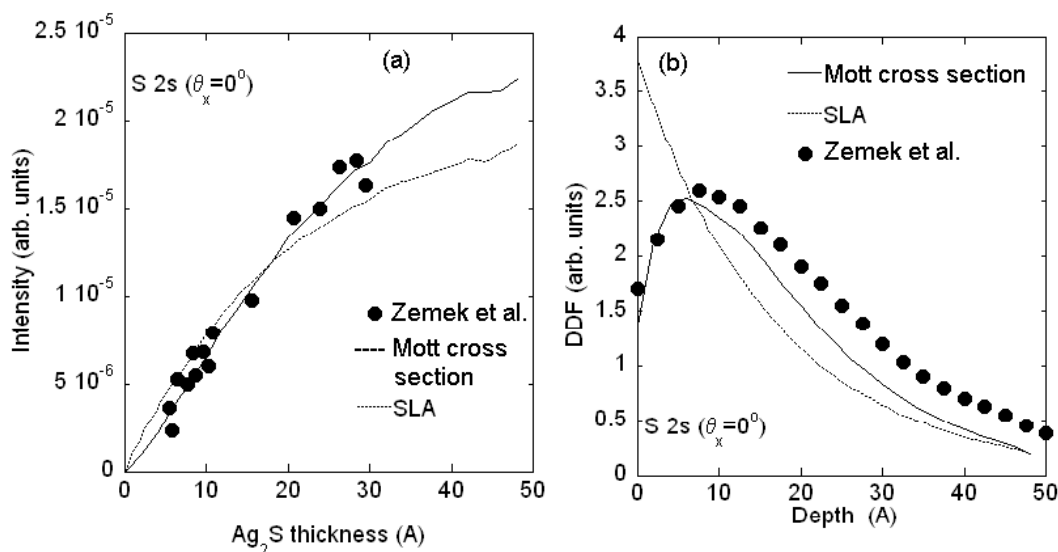 2.5 10⁻⁵
2 10⁻⁵
1.5 10⁻⁵
1 10⁻⁵
5 10⁻⁶
0
Intensity (arb. units)
(a)
S 2s (θₓ=0⁰)
Zemek et al.
Mott cross
section
SLA
0 10 20 30 40 50
Ag₂S thickness (A)
4
3.5
3
2.5
2
1.5
1
0.5
0
DDF (arb. units)
(b)
Mott cross section
SLA
Zemek et al.
S 2s (θₓ=0⁰)
0 10 20 30 40 50
Depth (A)